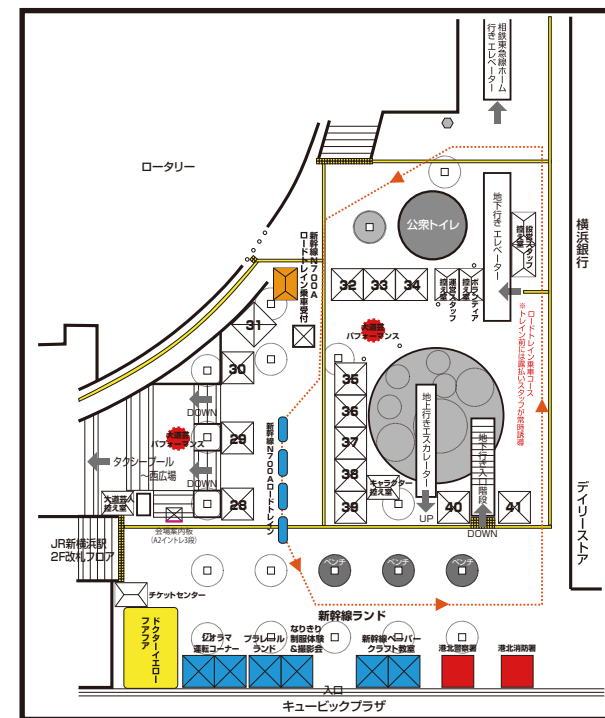 相鉄東急線ホーム
行きエレベーター
ロータリー
公衆トイレ
地下行きエレベーター
設営スタッフ
控え室
横浜銀行
新幹線N700A
ロードトレイン乗車受付
32
33
34
運営スタッフ
控え室
ボランティア
控え室
31
大道芸
パフォーマンス
※ロードトレイン乗車コース
トレイン前には露払いスタッフが常時誘導
30
35
36
37
38
39
地上行きエスカレーター
地下行き入口
階段
DOWN
29
大道芸
パフォーマンス
新幹線N700Aロードトレイン
タクシープール
～西広場
DOWN
キャラクター
控え室
大道芸人
控え室
28
40
41
UP
DOWN
デイリーストア
会場案内板
(A2イントレ3段)
JR新横浜駅
2F改札フロア
ベンチ
ベンチ
ベンチ
チケットセンター
ドクターイエロー
ファファ
新幹線ランド
ジオラマ
運転コーナー
プラレール
ランド
なりきり
制服体験
&撮影会
新幹線ペーパー
クラフト教室
港北警察署
港北消防署
入口
キュービックプラザ